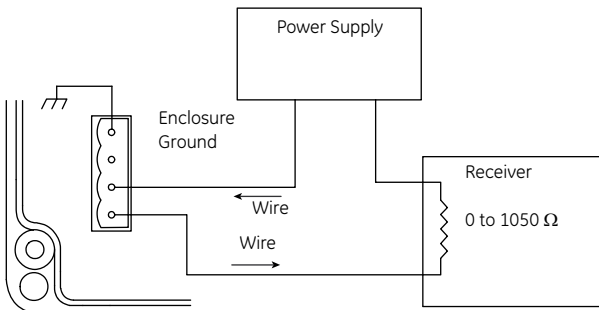 Power Supply
Enclosure
Ground
Receiver
0 to 1050 Ω
Wire
Wire